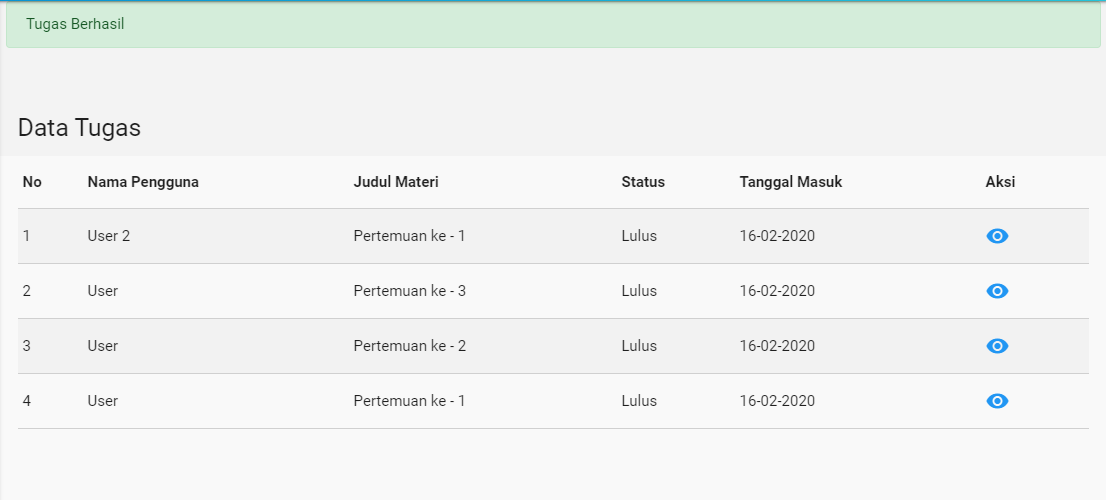 Tugas Berhasil
Data Tugas
No Nama Pengguna Judul Materi Status Tanggal Masuk Aksi
1 User 2 Pertemuan ke - 1 Lulus 16-02-2020
2 User Pertemuan ke - 3 Lulus 16-02-2020
3 User Pertemuan ke - 2 Lulus 16-02-2020
4 User Pertemuan ke - 1 Lulus 16-02-2020